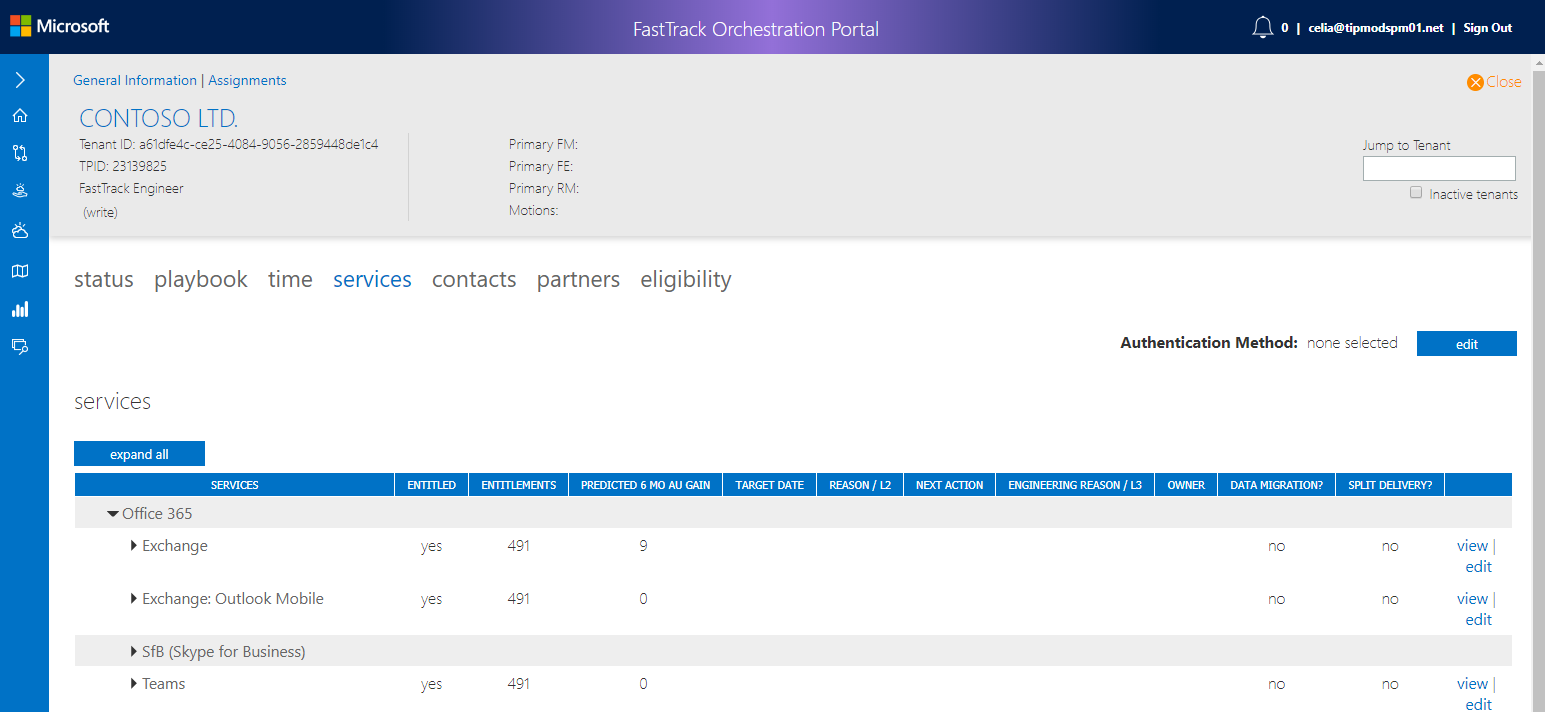 Microsoft
FastTrack Orchestration Portal
0 | celia@tipmodspm01.net | Sign Out
General Information | Assignments
Close
CONTOSO LTD.
Tenant ID: a61dfe4c-ce25-4084-9056-2859448de1c4
TPID: 23139825
FastTrack Engineer
(write)
Primary FM:
Primary FE:
Primary RM:
Motions:
Jump to Tenant
Inactive tenants
status playbook time services contacts partners eligibility
Authentication Method: none selected edit
services
expand all
SERVICES ENTITLED ENTITLEMENTS PREDICTED 6 MO AU GAIN TARGET DATE REASON / L2 NEXT ACTION ENGINEERING REASON / L3 OWNER DATA MIGRATION? SPLIT DELIVERY?
Office 365
Exchange yes 491 9 no no view |
edit
Exchange: Outlook Mobile yes 491 0 no no view |
edit
SfB (Skype for Business)
Teams yes 491 0 no no view |
edit